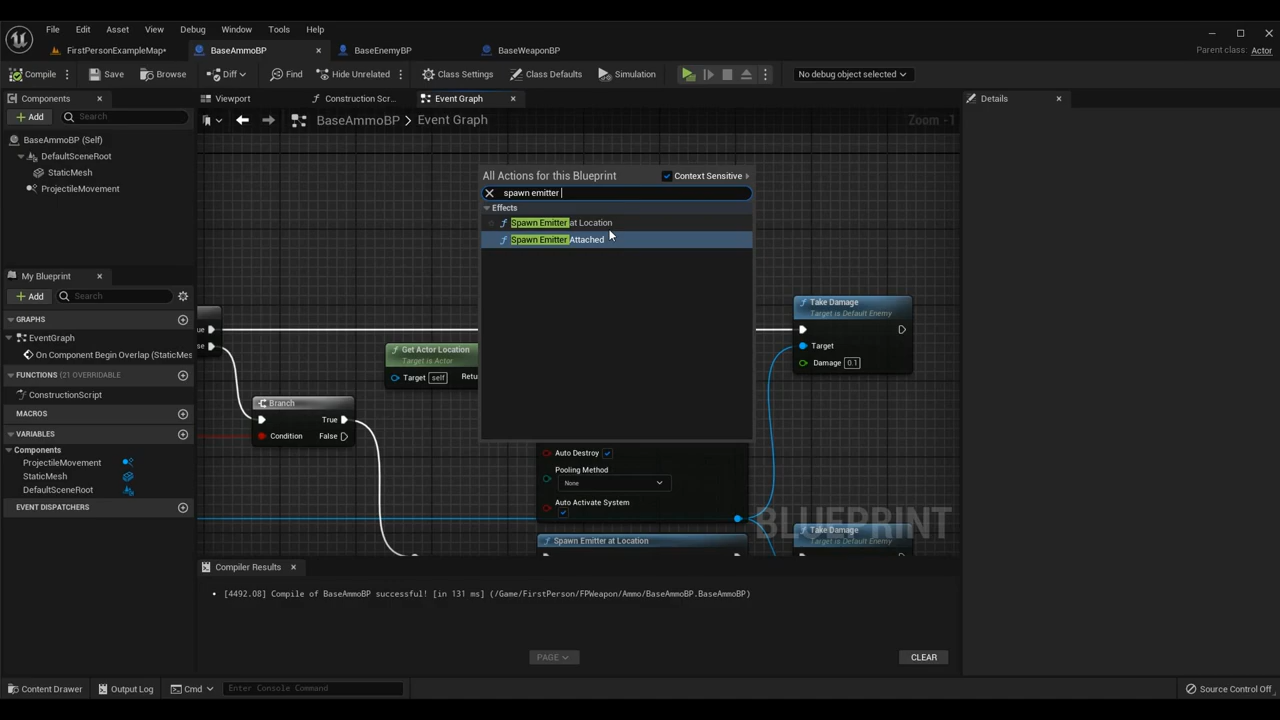 File Edit Asset View Debug Window Tools Help
FirstPersonExampleMap* BaseAmmoBP BaseEnemyBP BaseWeaponBP
Parent class: Actor
Compile Save Browse Diff Find Hide Unrelated Class Settings Class Defaults Simulation No debug object selected
Components
Add Search
BaseAmmoBP (Self)
DefaultSceneRoot
StaticMesh
ProjectileMovement
My Blueprint
Add Search
GRAPHS
EventGraph
On Component Begin Overlap (StaticMes
FUNCTIONS (21 OVERRIDABLE)
ConstructionScript
MACROS
VARIABLES
Components
ProjectileMovement
StaticMesh
DefaultSceneRoot
EVENT DISPATCHERS
Viewport Construction Scr... Event Graph
BaseAmmoBP > Event Graph
Zoom -1
All Actions for this Blueprint Context Sensitive
spawn emitter
Effects
Spawn Emitter at Location
Spawn Emitter Attached
ue
se
Get Actor Location
Target is Actor
Target self Retu
Branch
True
Condition False
Take Damage
Target is Default Enemy
Target
Damage 0.1
Auto Destroy
Pooling Method
None
Auto Activate System
Spawn Emitter at Location
Take Damage
Target is Default Enemy
BLUEPRINT
Compiler Results
[4492.08] Compile of BaseAmmoBP successful! [in 131 ms] (/Game/FirstPerson/FPWeapon/Ammo/BaseAmmoBP.BaseAmmoBP)
PAGE CLEAR
Details
Content Drawer Output Log Cmd Enter Console Command Source Control Off